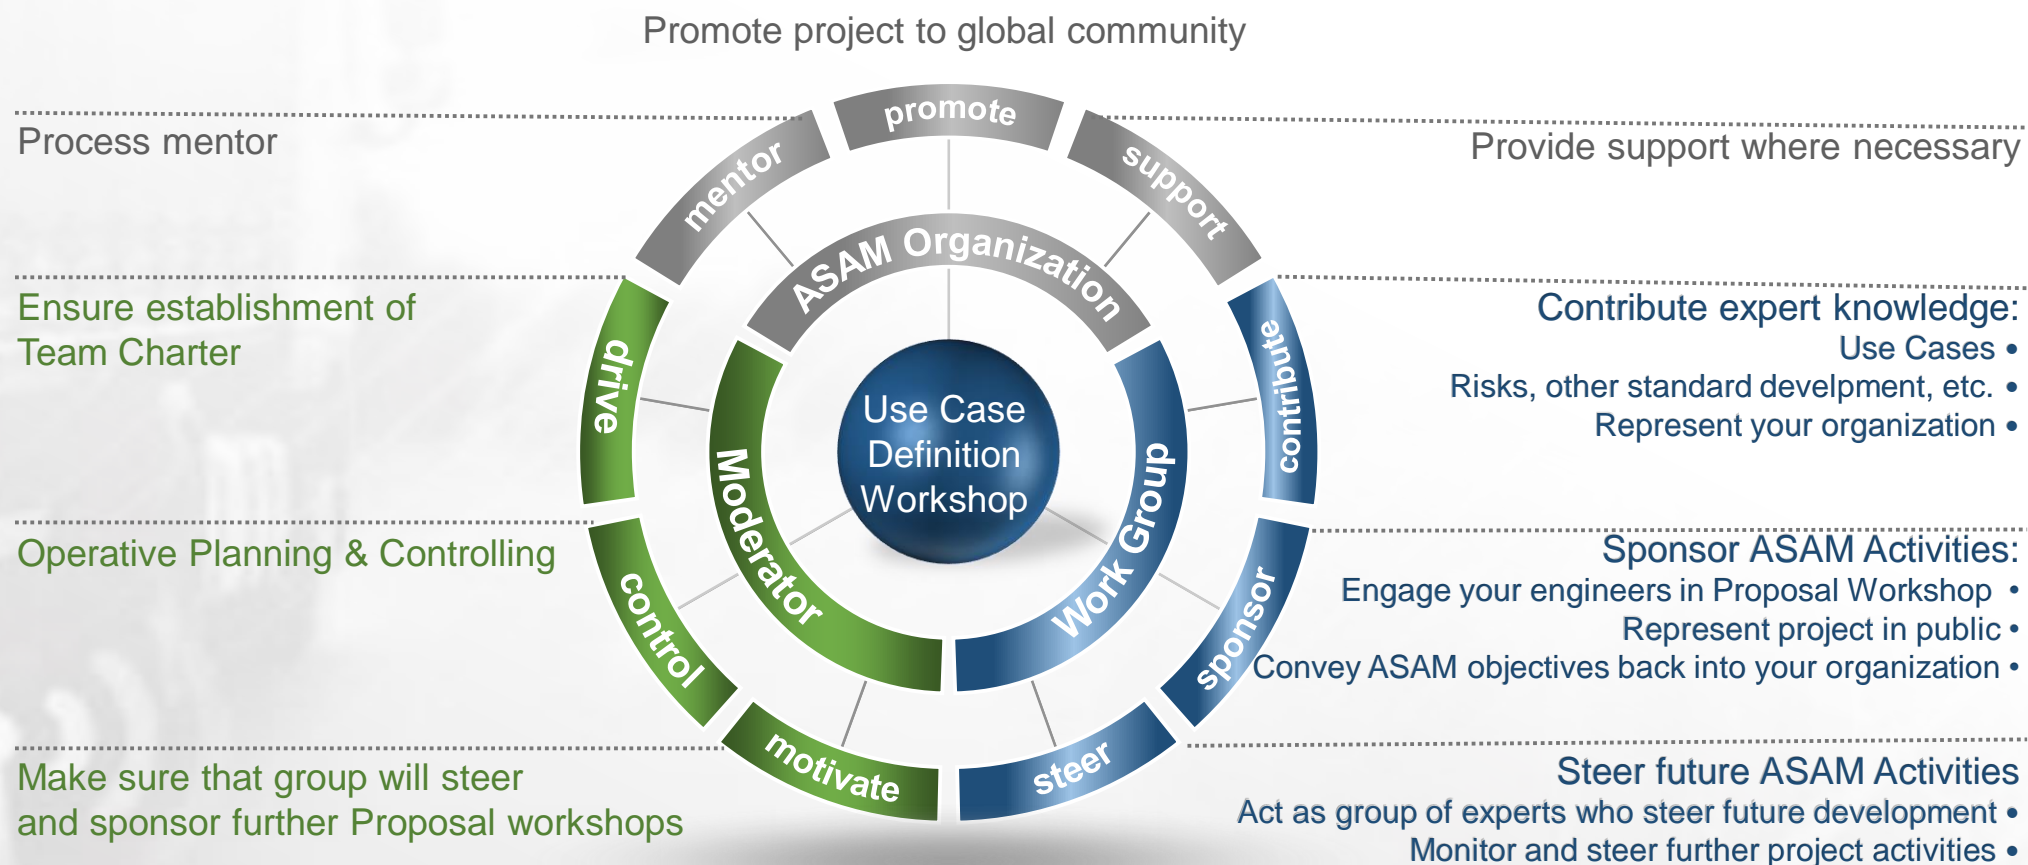 Promote project to global community
promote
Process mentor
mentor
support
Provide support where necessary
ASAM Organization
Ensure establishment of
Team Charter
drive
contribute
Contribute expert knowledge:
Use Cases •
Risks, other standard develpment, etc. •
Represent your organization •
Use Case
Definition
Workshop
Moderator
Work Group
Operative Planning & Controlling
control
sponsor
Sponsor ASAM Activities:
Engage your engineers in Proposal Workshop •
Represent project in public •
Convey ASAM objectives back into your organization •
Make sure that group will steer
and sponsor further Proposal workshops
motivate
steer
Steer future ASAM Activities
Act as group of experts who steer future development •
Monitor and steer further project activities •